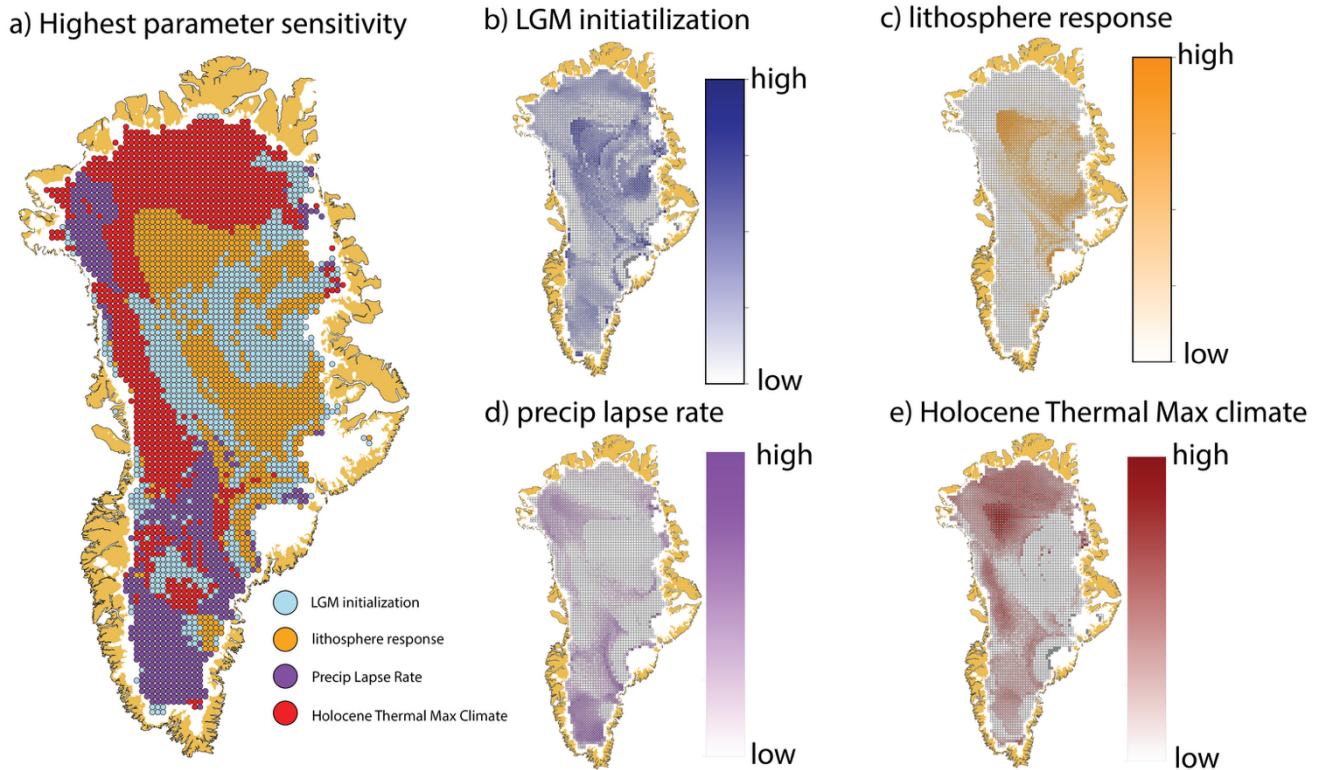 a) Highest parameter sensitivity
b) LGM initiatilization
high
low
c) lithosphere response
high
low
d) precip lapse rate
high
low
e) Holocene Thermal Max climate
high
low
LGM initialization
lithosphere response
Precip Lapse Rate
Holocene Thermal Max Climate